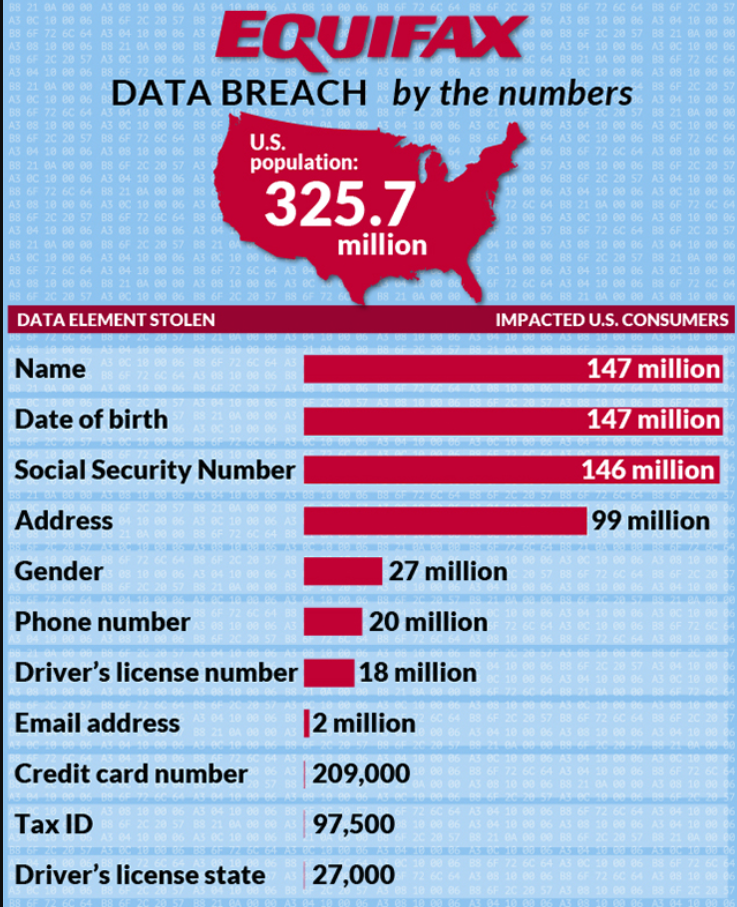 EQUIFAX
DATA BREACH by the numbers
U.S.
population:
325.7
million
DATA ELEMENT STOLEN IMPACTED U.S. CONSUMERS
Name 147 million
Date of birth 147 million
Social Security Number 146 million
Address 99 million
Gender 27 million
Phone number 20 million
Driver’s license number 18 million
Email address 2 million
Credit card number 209,000
Tax ID 97,500
Driver’s license state 27,000